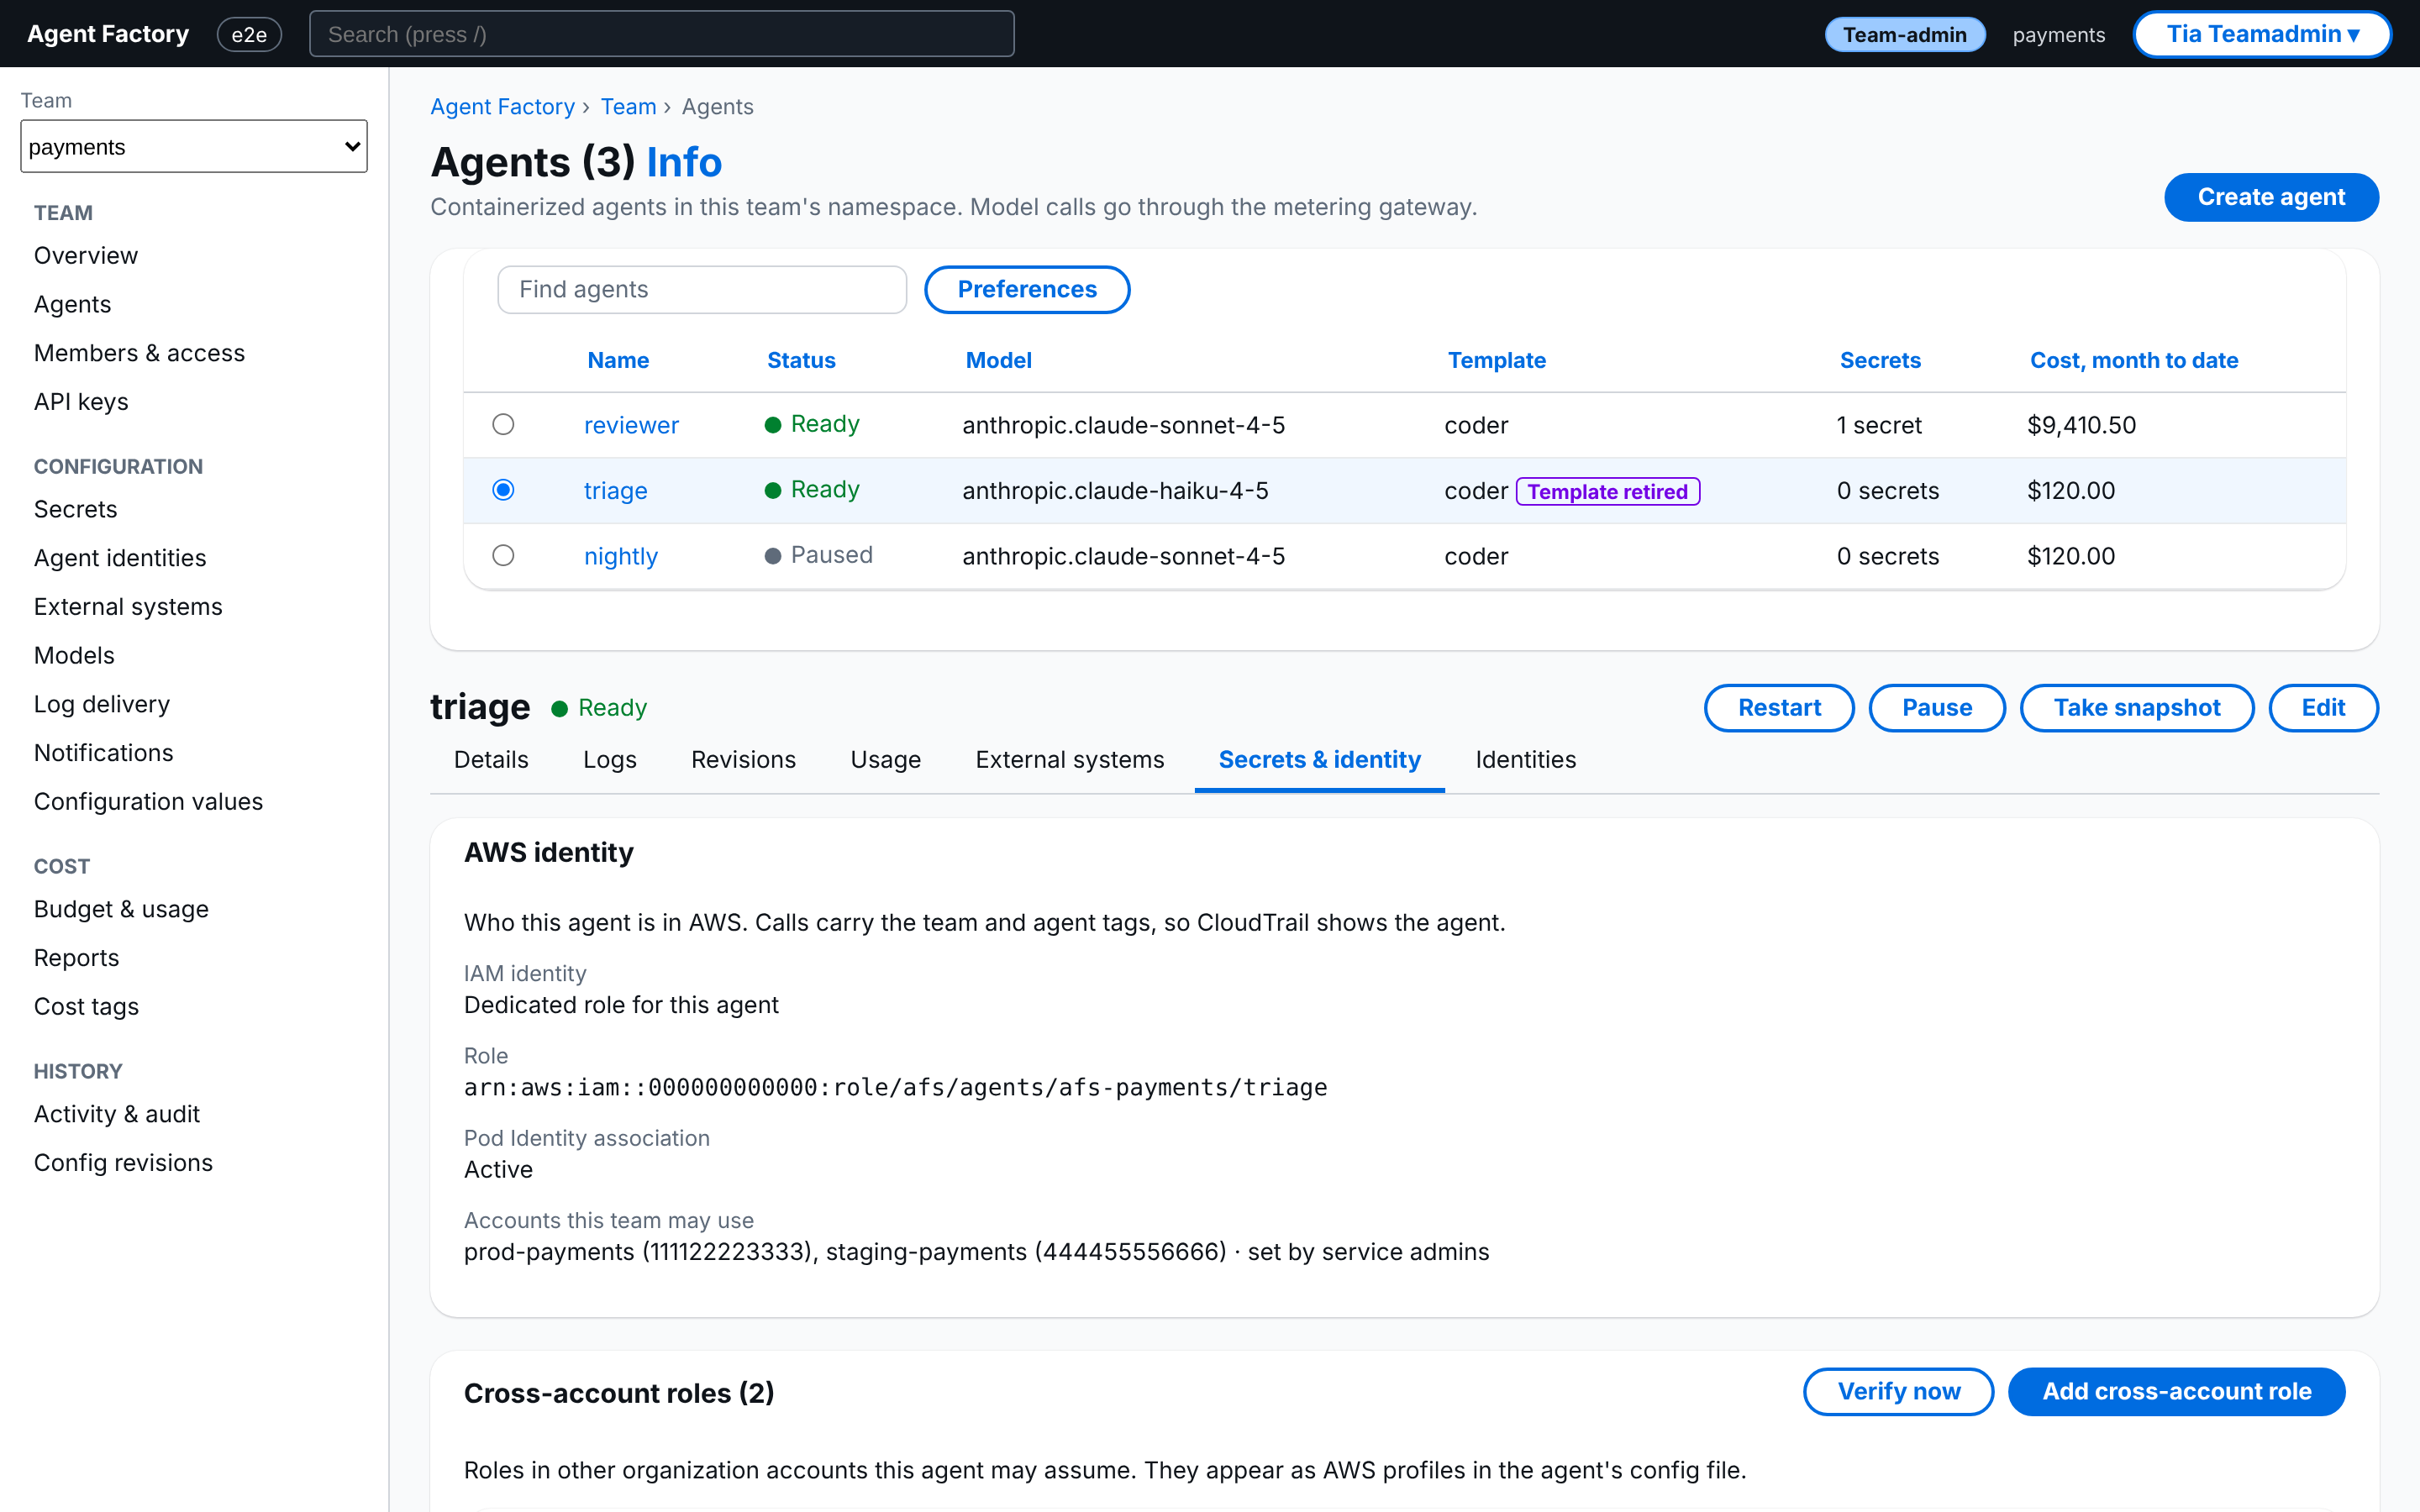 Agent Factory e2e Search (press /) Team-admin payments Tia Teamadmin ▾
Team
payments
TEAM
Overview
Agents
Members & access
API keys
CONFIGURATION
Secrets
Agent identities
External systems
Models
Log delivery
Notifications
Configuration values
COST
Budget & usage
Reports
Cost tags
HISTORY
Activity & audit
Config revisions
Agent Factory › Team › Agents
Agents (3) Info
Containerized agents in this team's namespace. Model calls go through the metering gateway.
Create agent
Find agents Preferences
Name Status Model Template Secrets Cost, month to date
reviewer Ready anthropic.claude-sonnet-4-5 coder 1 secret $9,410.50
triage Ready anthropic.claude-haiku-4-5 coder Template retired 0 secrets $120.00
nightly Paused anthropic.claude-sonnet-4-5 coder 0 secrets $120.00
triage Ready Restart Pause Take snapshot Edit
Details Logs Revisions Usage External systems Secrets & identity Identities
AWS identity
Who this agent is in AWS. Calls carry the team and agent tags, so CloudTrail shows the agent.
IAM identity
Dedicated role for this agent
Role
arn:aws:iam::000000000000:role/afs/agents/afs-payments/triage
Pod Identity association
Active
Accounts this team may use
prod-payments (111122223333), staging-payments (444455556666) · set by service admins
Cross-account roles (2) Verify now Add cross-account role
Roles in other organization accounts this agent may assume. They appear as AWS profiles in the agent's config file.